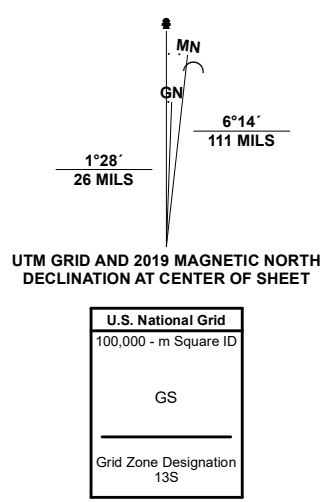 MN
GN
6°14´
111 MILS
1°28´
26 MILS
UTM GRID AND 2019 MAGNETIC NORTH
DECLINATION AT CENTER OF SHEET
U.S. National Grid
100,000 - m Square ID
GS
Grid Zone Designation
13S